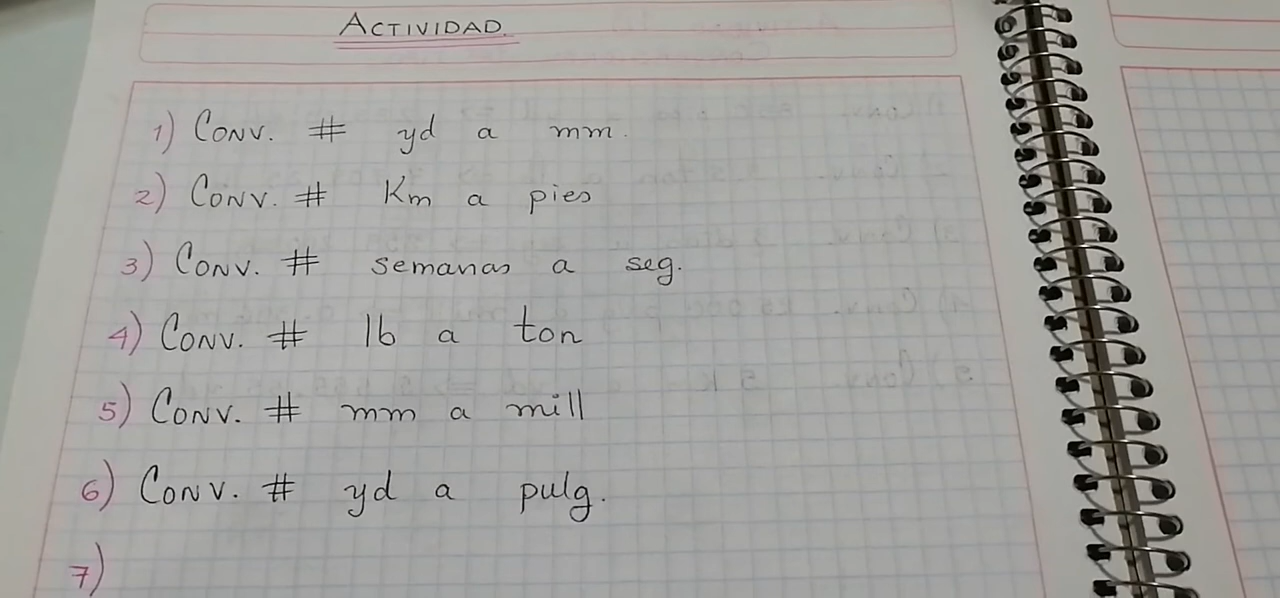 ACTIVIDAD.
1) CONV. # yd a mm.
2) CONV. # Km a pies
3) CONV. # semanas a seg.
4) CONV. # lb a ton
5) CONV. # mm a mill
6) CONV. # yd a pulg.
7)